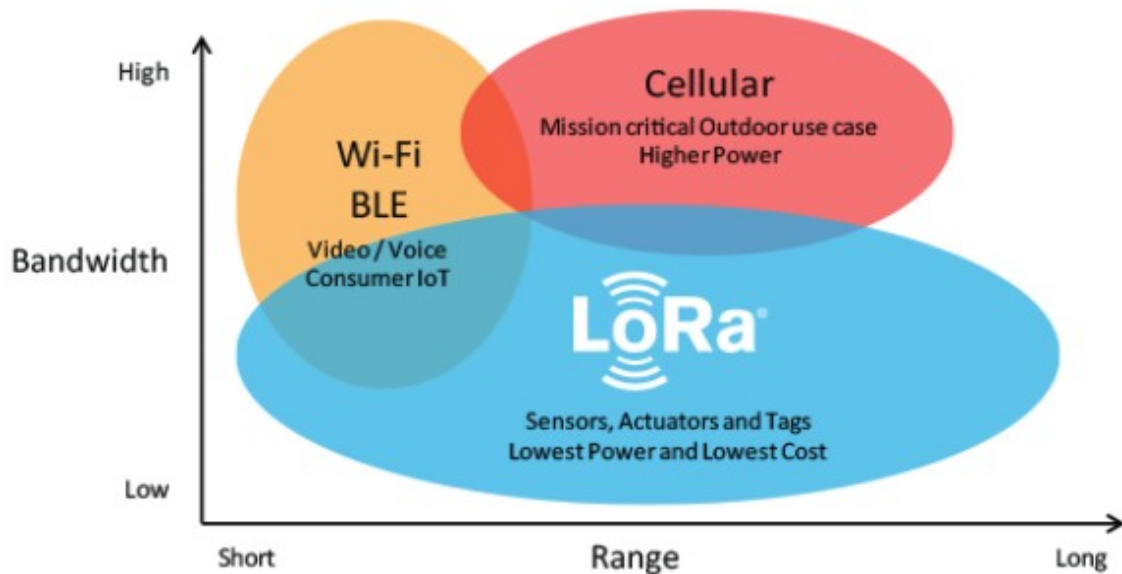 High
Cellular
Mission critical Outdoor use case
Higher Power
Wi-Fi
BLE
Video / Voice
Consumer IoT
Bandwidth
LoRa®
Sensors, Actuators and Tags
Lowest Power and Lowest Cost
Low
Short
Range
Long